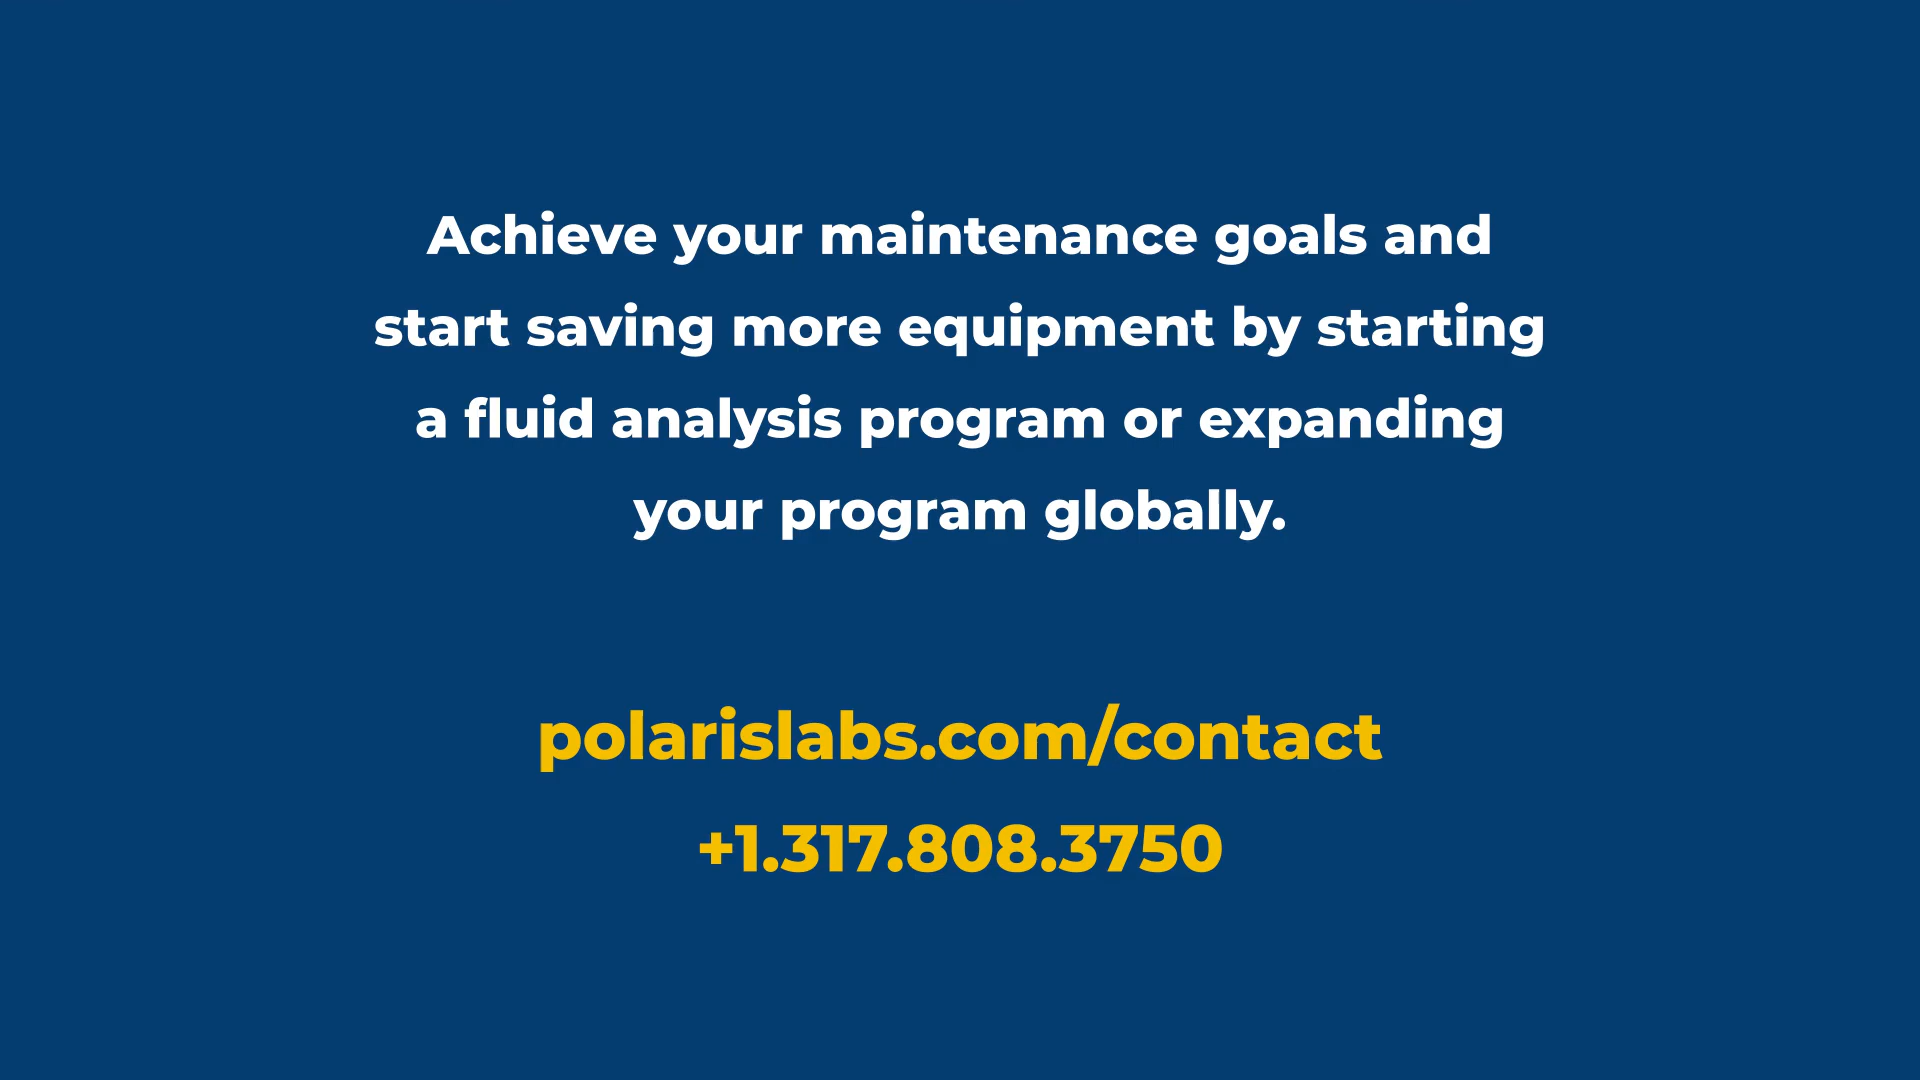 Achieve your maintenance goals and
start saving more equipment by starting
a fluid analysis program or expanding
your program globally.
polarislabs.com/contact
+1.317.808.3750